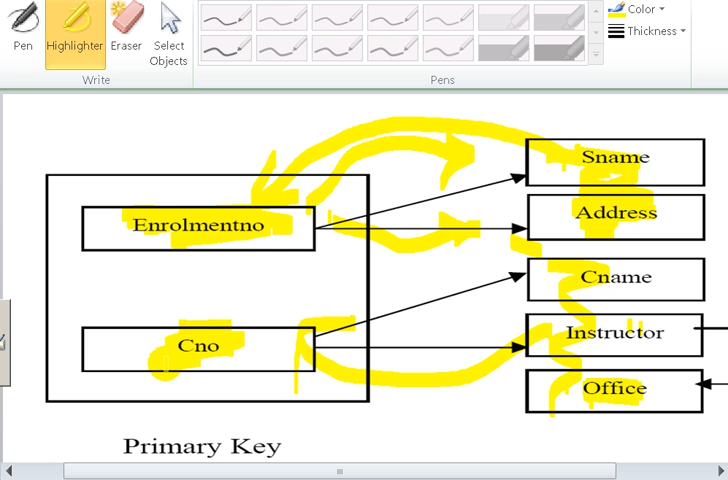 Pen
Highlighter
Eraser
Select
Objects
Color
Thickness
Write
Pens
Sname
Enrolmentno
Address
Cname
Cno
Instructor
Office
Primary Key